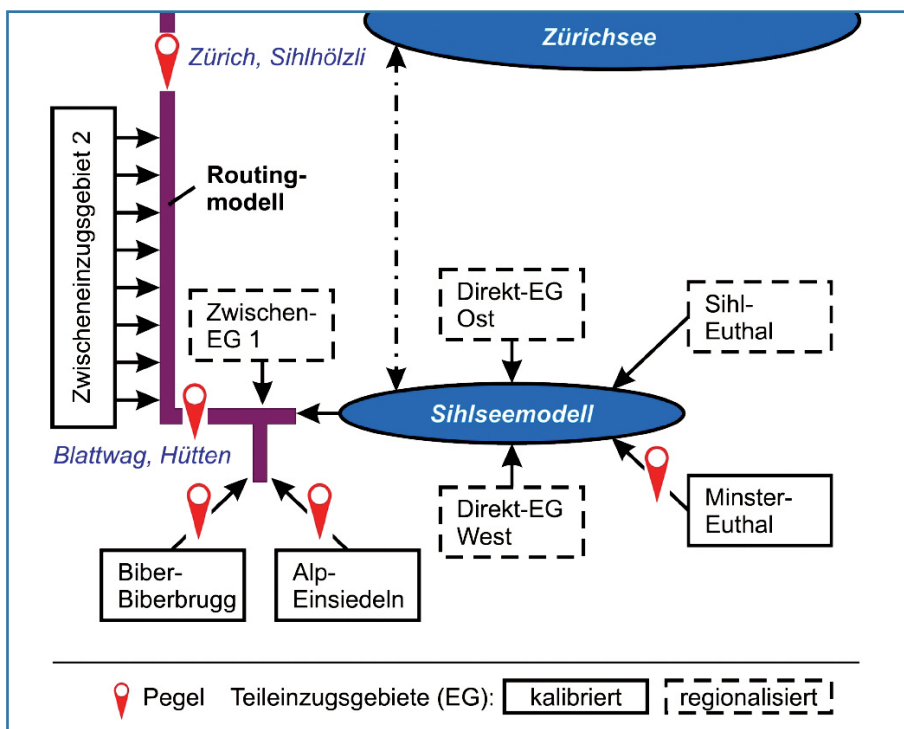 Zürichsee
Zürich, Sihlhölzli
Zwischeneinzugsgebiet 2
Routing-
modell
Zwischen-
EG 1
Direkt-EG
Ost
Sihl-
Euthal
Sihlseemodell
Blattwag, Hütten
Direkt-EG
West
Minster-
Euthal
Biber-
Biberbrugg
Alp-
Einsiedeln
Pegel Teileinzugsgebiete (EG): kalibriert regionalisiert